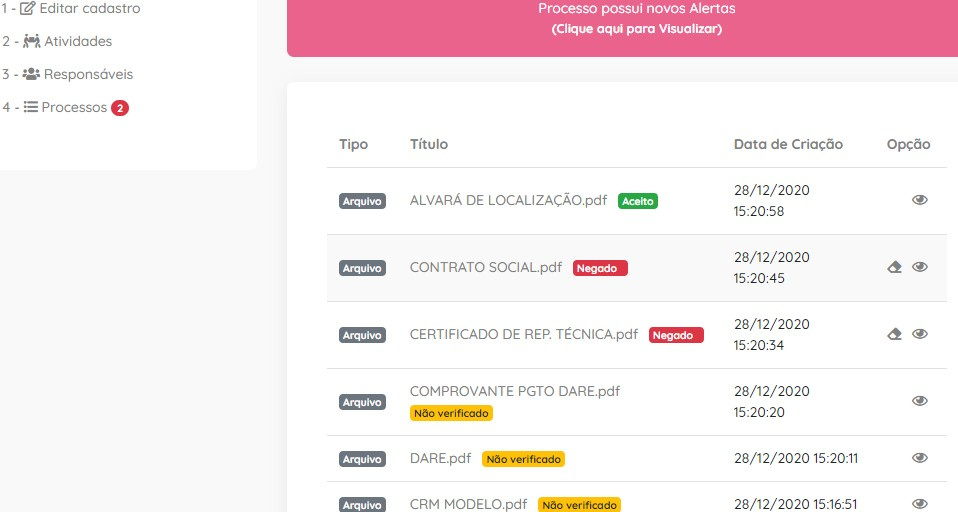 1 - Editar cadastro
2 - Atividades
3 - Responsáveis
4 - Processos 2
Processo possui novos Alertas
(Clique aqui para Visualizar)
Tipo Título Data de Criação Opção
Arquivo ALVARÁ DE LOCALIZAÇÃO.pdf Aceito 28/12/2020
15:20:58
Arquivo CONTRATO SOCIAL.pdf Negado 28/12/2020
15:20:45
Arquivo CERTIFICADO DE REP. TÉCNICA.pdf Negado 28/12/2020
15:20:34
Arquivo COMPROVANTE PGTO DARE.pdf 28/12/2020
Não verificado 15:20:20
Arquivo DARE.pdf Não verificado 28/12/2020 15:20:11
Arquivo CRM MODELO.pdf Não verificado 28/12/2020 15:16:51